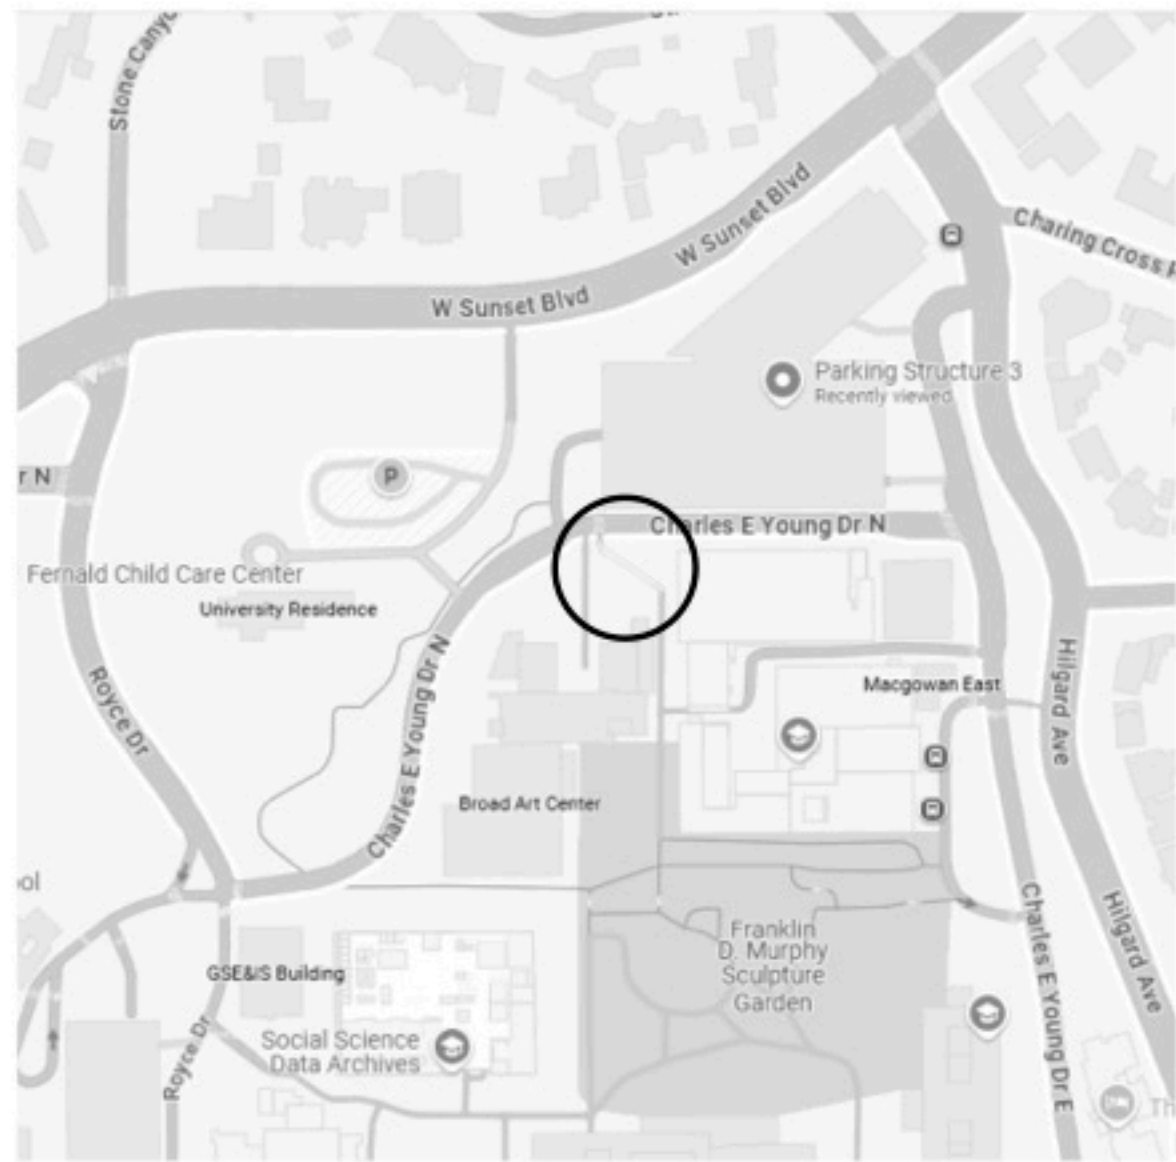 Stone Canyo
W Sunset Blvd
Charing Cross
W Sunset Blvd
Parking Structure 3
Recently viewed
P
r N
Charles E Young Dr N
Fernald Child Care Center
University Residence
Charles E Young Dr N
Royce Dr
Macgowan East
Hilgard Ave
Broad Art Center
ool
Charles E Young Dr E
Hilgard Ave
Franklin
D. Murphy
Sculpture
Garden
GSE&IS Building
Social Science
Data Archives
Royce Dr
Th